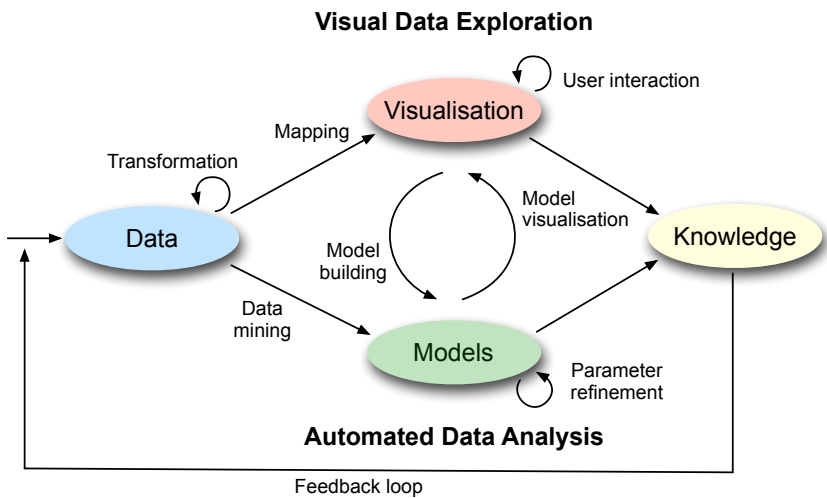 Visual Data Exploration
User interaction
Visualisation
Mapping
Transformation
Data
Model
visualisation
Model
building
Knowledge
Data
mining
Models
Parameter
refinement
Automated Data Analysis
Feedback loop